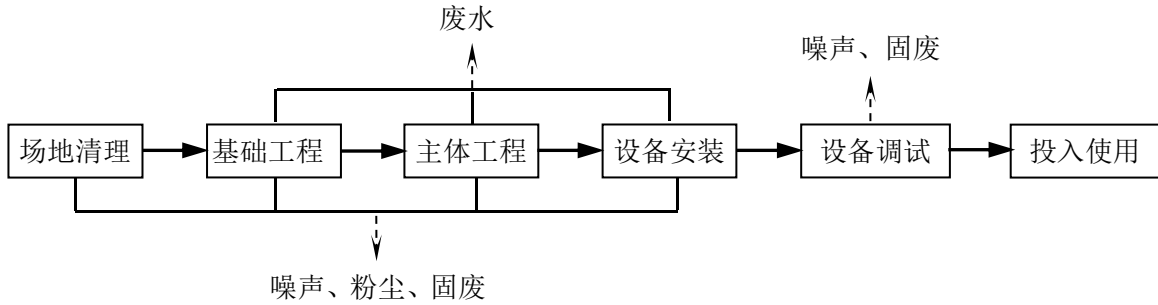 废水
噪声、固废
场地清理
基础工程
主体工程
设备安装
设备调试
投入使用
噪声、粉尘、固废